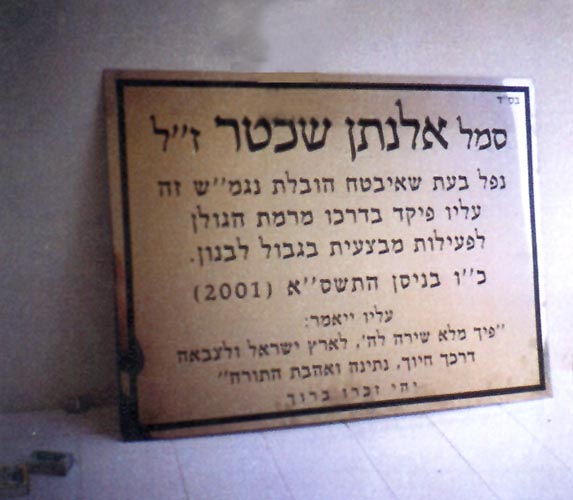 בס"ד
סמל אלנתן שכטר ז"ל
נפל בעת שאיבטח הובלת נגמ"ש זה
עליו פיקד בדרכו מרמת הגולן
לפעילות מבצעית בגבול לבנון.
כ"ו בניסן התשס"א (2001)
עליו ייאמר:
"פיך מלא שירה לה', לארץ ישראל ולצבאה
דרכך חיוך, נתינה ואהבת התורה"
יהי זכרו ברוך.